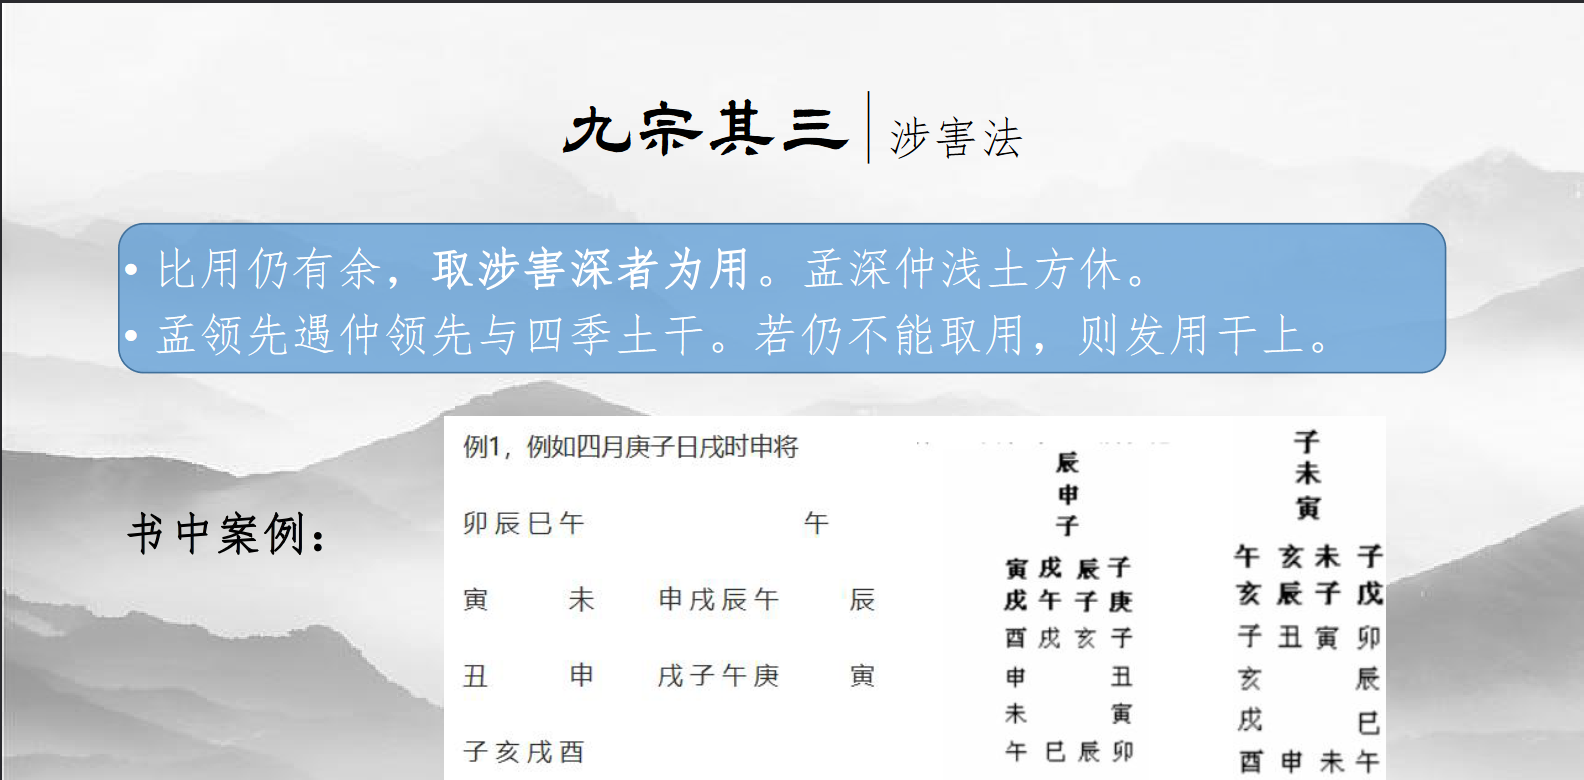 九宗其三 | 涉害法
• 比用仍有余，取涉害深者为用。孟深仲浅土方休。
• 孟领先遇仲领先与四季土干。若仍不能取用，则发用干上。
书中案例：
例1，例如四月庚子日戌时申将
卯 辰 巳 午 午
寅 未 申 戌 辰 午 辰
丑 申 戌 子 午 庚 寅
子 亥 戌 酉
辰
申
子
寅 戌 辰 子
戌 午 子 庚
酉 戌 亥 子
申 丑
未 寅
午 巳 辰 卯
子
未
寅
午 亥 未 子
亥 辰 子 戊
子 丑 寅 卯
亥 辰
戌 巳
酉 申 未 午